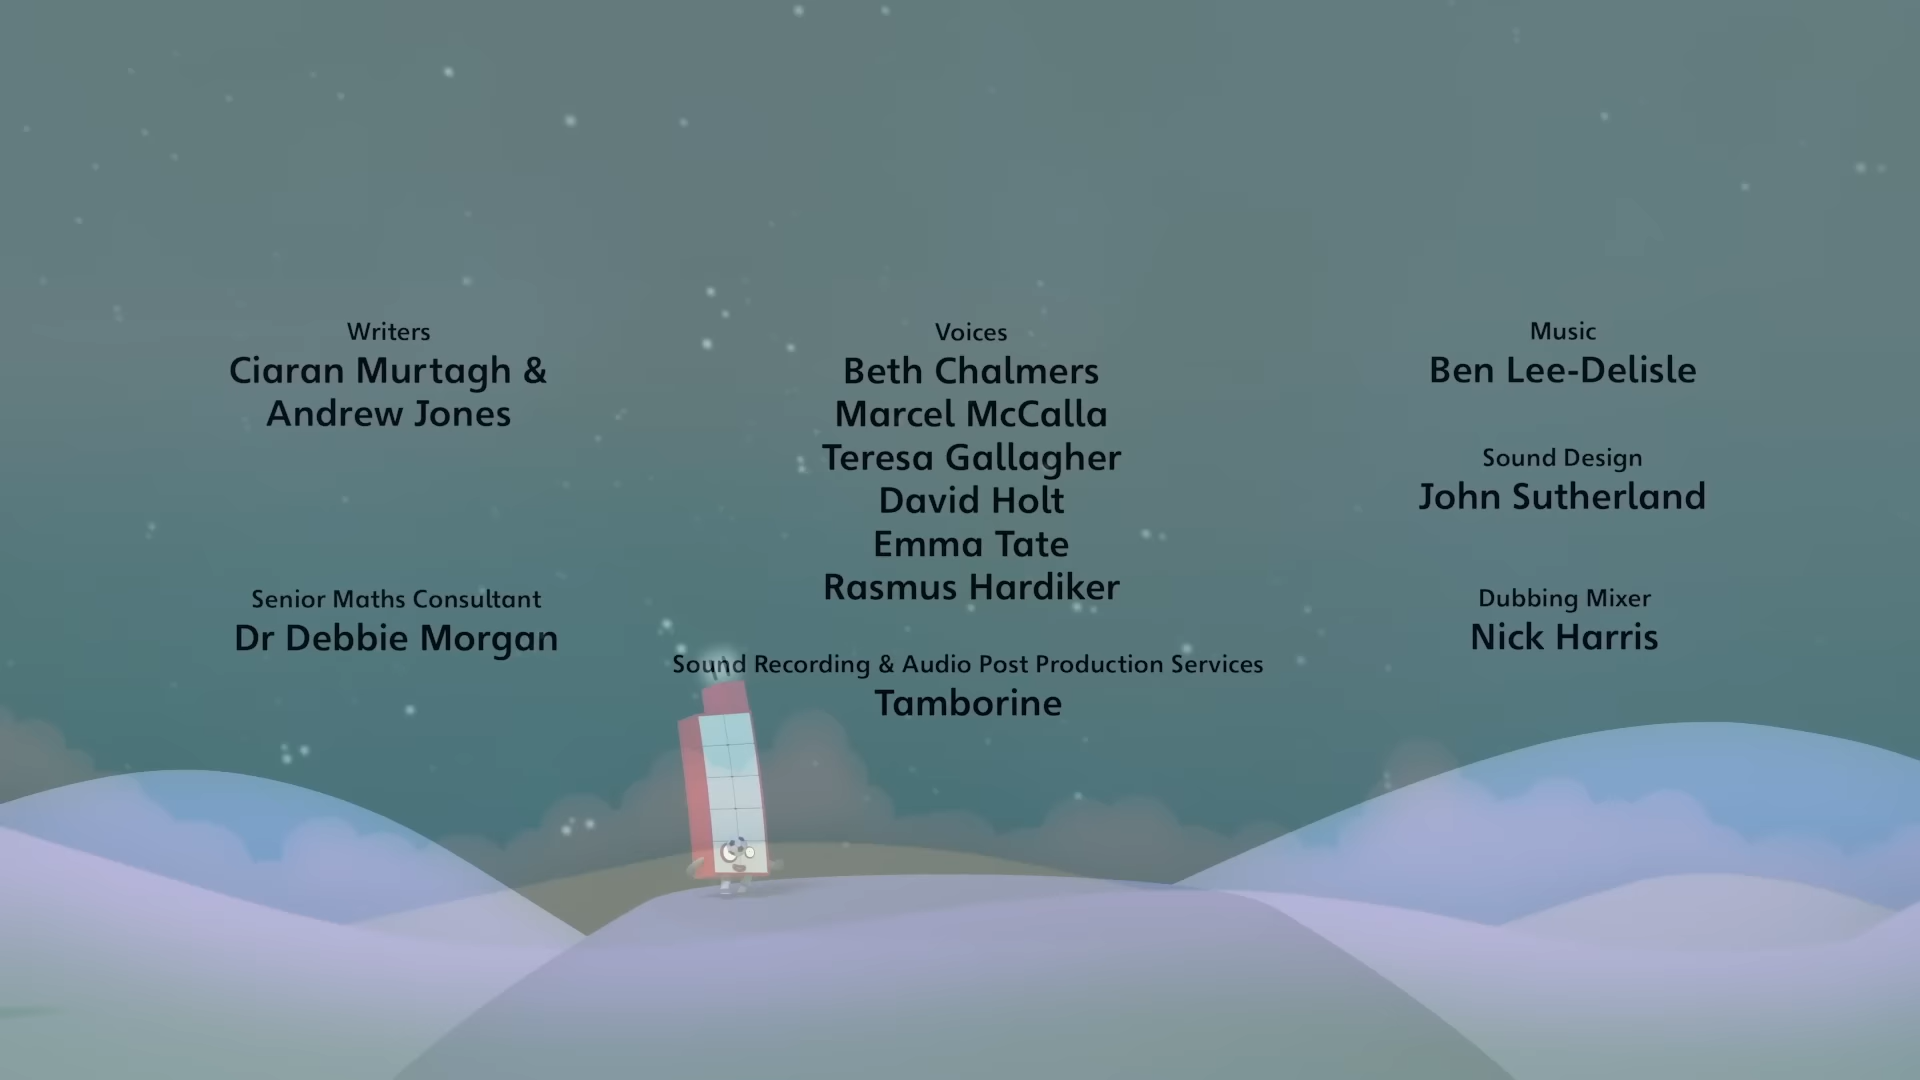 Writers
Ciaran Murtagh &
Andrew Jones
Senior Maths Consultant
Dr Debbie Morgan
Voices
Beth Chalmers
Marcel McCalla
Teresa Gallagher
David Holt
Emma Tate
Rasmus Hardiker
Sound Recording & Audio Post Production Services
Tamborine
Music
Ben Lee-Delisle
Sound Design
John Sutherland
Dubbing Mixer
Nick Harris